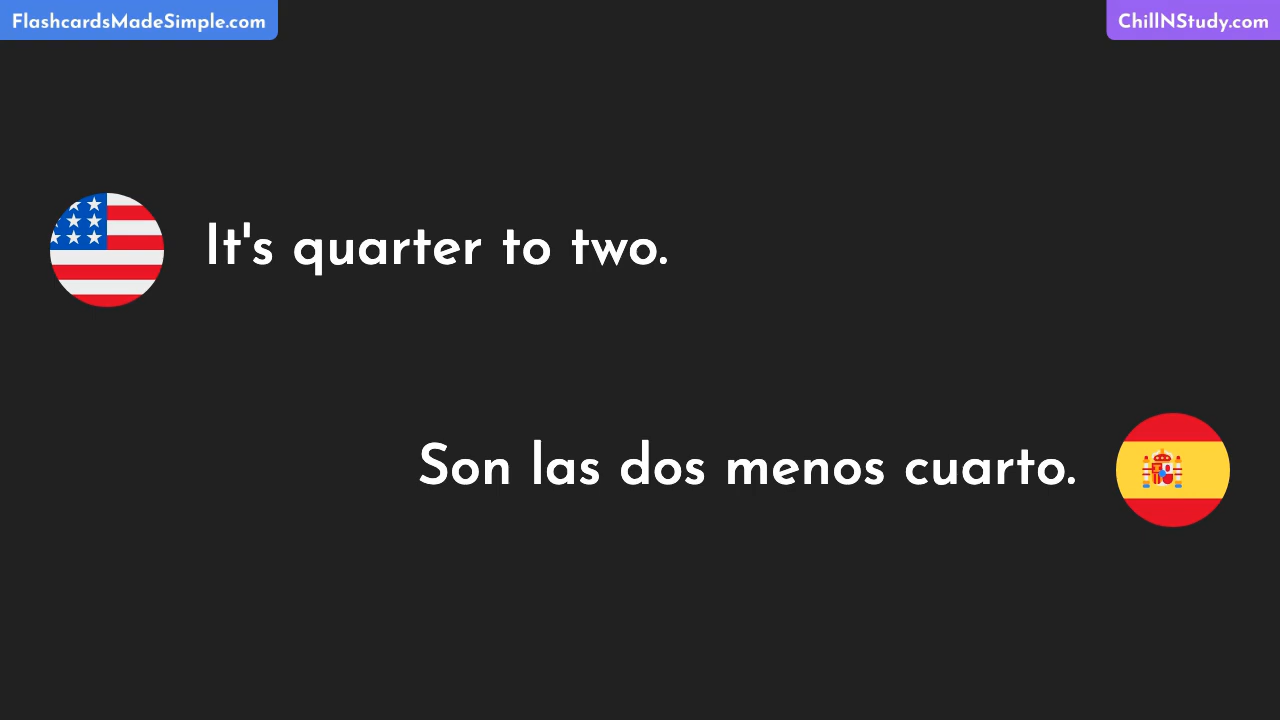 FlashcardsMadeSimple.com
ChillNStudy.com
It's quarter to two.
Son las dos menos cuarto.